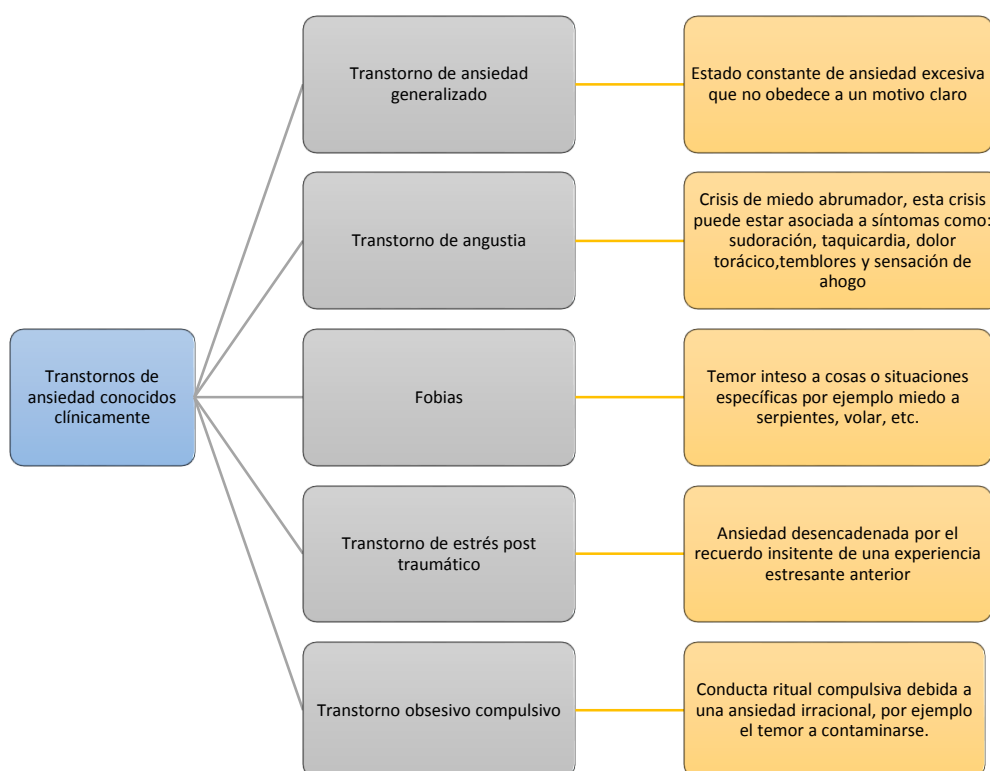 Transtornos de
ansiedad conocidos
clínicamente
Transtorno de ansiedad
generalizado
Estado constante de ansiedad excesiva
que no obedece a un motivo claro
Transtorno de angustia
Crisis de miedo abrumador, esta crisis
puede estar asociada a síntomas como:
sudoración, taquicardia, dolor
torácico,temblores y sensación de
ahogo
Fobias
Temor inteso a cosas o situaciones
específicas por ejemplo miedo a
serpientes, volar, etc.
Transtorno de estrés post
traumático
Ansiedad desencadenada por el
recuerdo insitente de una experiencia
estresante anterior
Transtorno obsesivo compulsivo
Conducta ritual compulsiva debida a
una ansiedad irracional, por ejemplo
el temor a contaminarse.